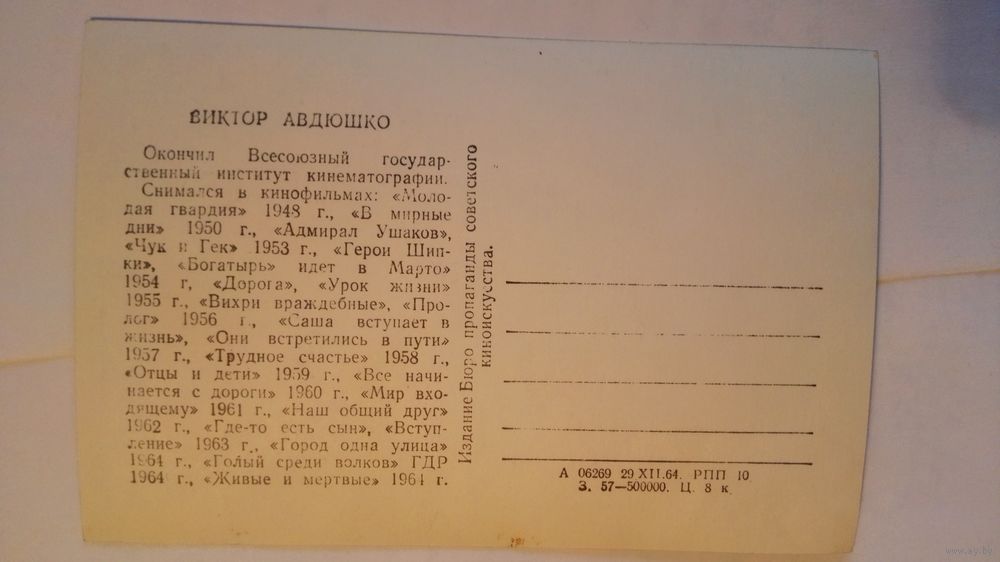 ВИКТОР АВДЮШКО
Окончил Всесоюзный государ-
ственный институт кинематографии.
Снимался в кинофильмах: «Моло-
дая гвардия» 1948 г., «В мирные
дни» 1950 г., «Адмирал Ушаков»,
«Чук и Гек» 1953 г., «Герои Шип-
ки», «Богатырь» идет в Марто»
1954 г, «Дорога», «Урок жизни»
1955 г., «Вихри враждебные», «Про-
лог» 1956 г., «Саша вступает в
жизнь», «Они встретились в пути»
1957 г., «Трудное счастье» 1958 г.,
«Отцы и дети» 1959 г., «Все начи-
нается с дороги» 1960 г., «Мир вхо-
дящему» 1961 г., «Наш общий друг»
1962 г., «Где-то есть сын», «Вступ-
ление» 1963 г., «Город одна улица»
1964 г., «Голый среди волков» ГДР
1964 г., «Живые и мертвые» 1964 г.
Издание Бюро пропаганды советского
киноискусства.
А 06269 29 XII.64. РПП 10.
З. 57—500000. Ц. 8 к.
www.ay.by